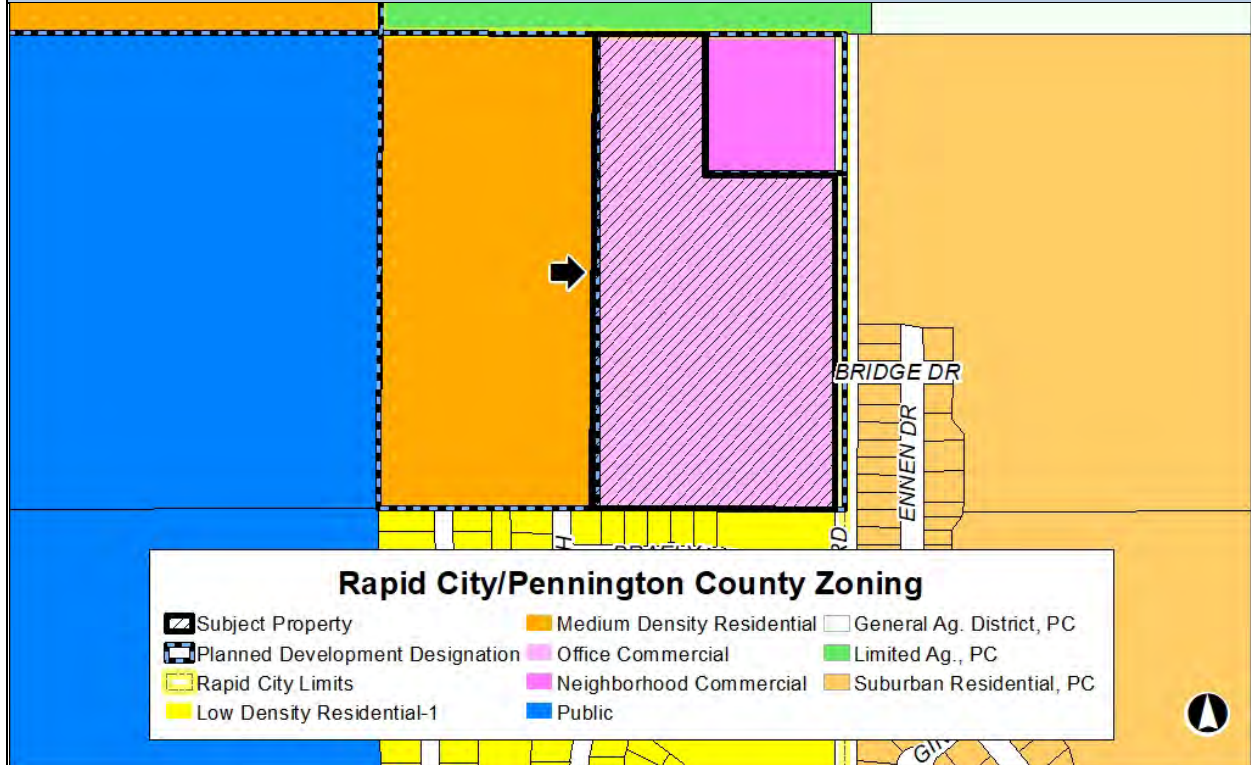 BRIDGE DR
ENNEN DR
H
RD
Rapid City/Pennington County Zoning
Subject Property
Planned Development Designation
Rapid City Limits
Low Density Residential-1
Medium Density Residential
Office Commercial
Neighborhood Commercial
Public
General Ag. District, PC
Limited Ag., PC
Suburban Residential, PC